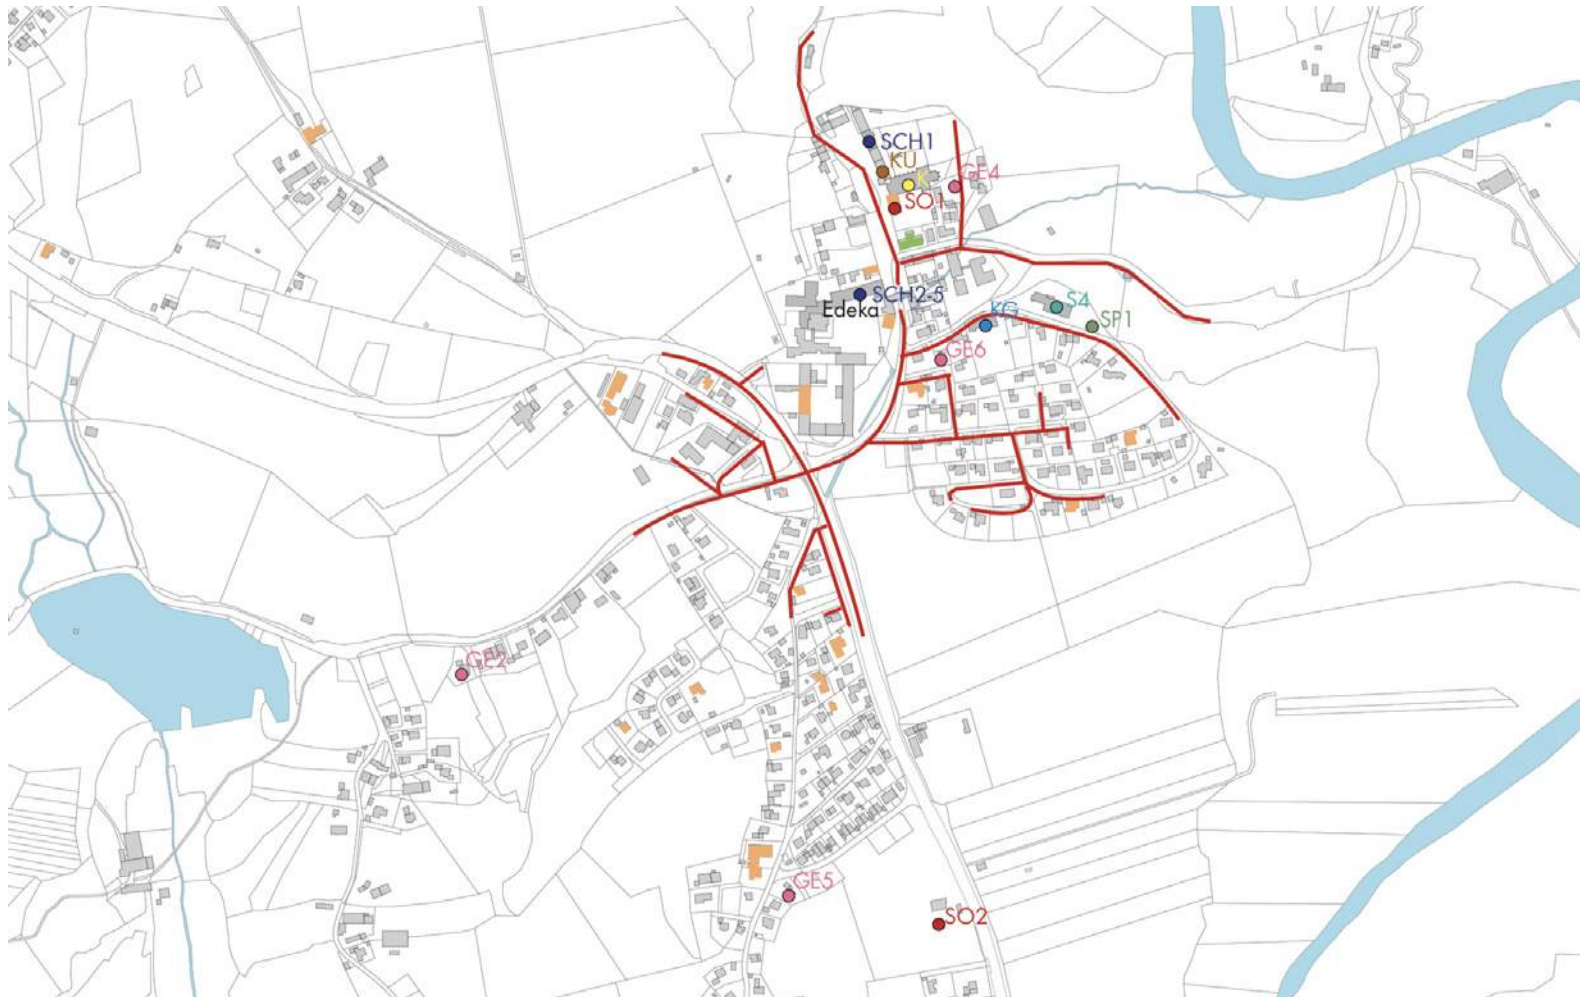 SCH1
KU
K
GE4
SO1
SCH2-5
Edeka
S4
KG
SP1
GE6
GE2
GE5
SO2